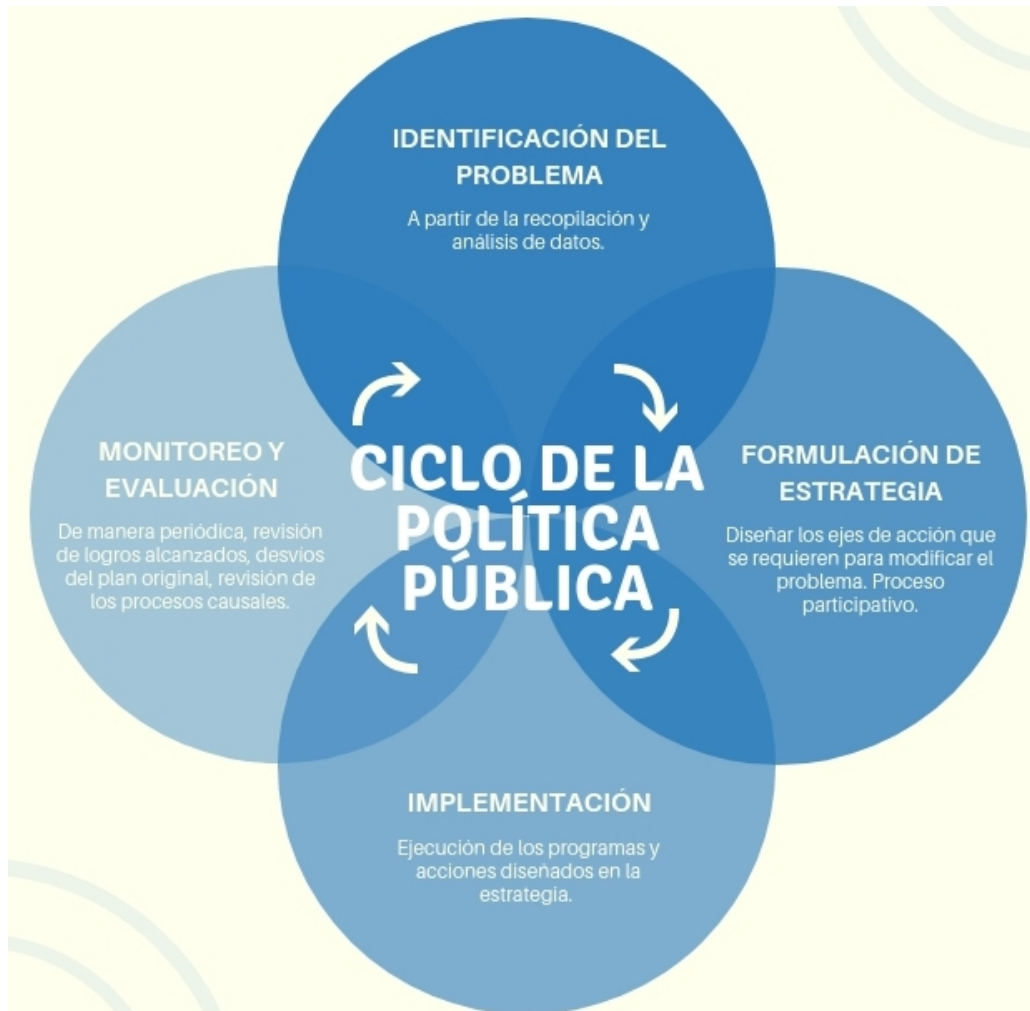 IDENTIFICACIÓN DEL
PROBLEMA
A partir de la recopilación y
análisis de datos.
MONITOREO Y
EVALUACIÓN
De manera periódica, revisión
de logros alcanzados, desvíos
del plan original, revisión de
los procesos causales.
CICLO DE LA
POLÍTICA
PÚBLICA
FORMULACIÓN DE
ESTRATEGIA
Diseñar los ejes de acción que
se requieren para modificar el
problema. Proceso
participativo.
IMPLEMENTACIÓN
Ejecución de los programas y
acciones diseñados en la
estrategia.